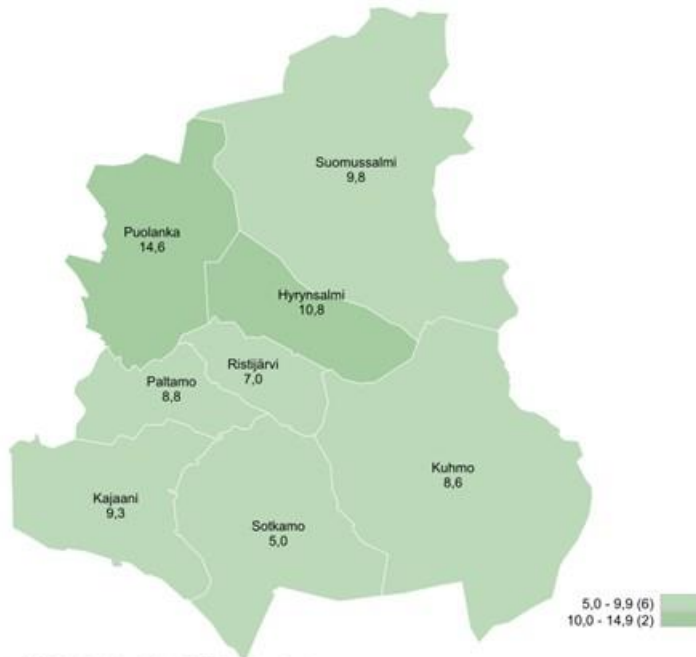 Suomussalmi
9,8
Puolanka
14,6
Hyrynsalmi
10,8
Ristijärvi
7,0
Paltamo
8,8
Kuhmo
8,6
Kajaani
9,3
Sotkamo
5,0
5,0 - 9,9 (6)
10,0 - 14,9 (2)